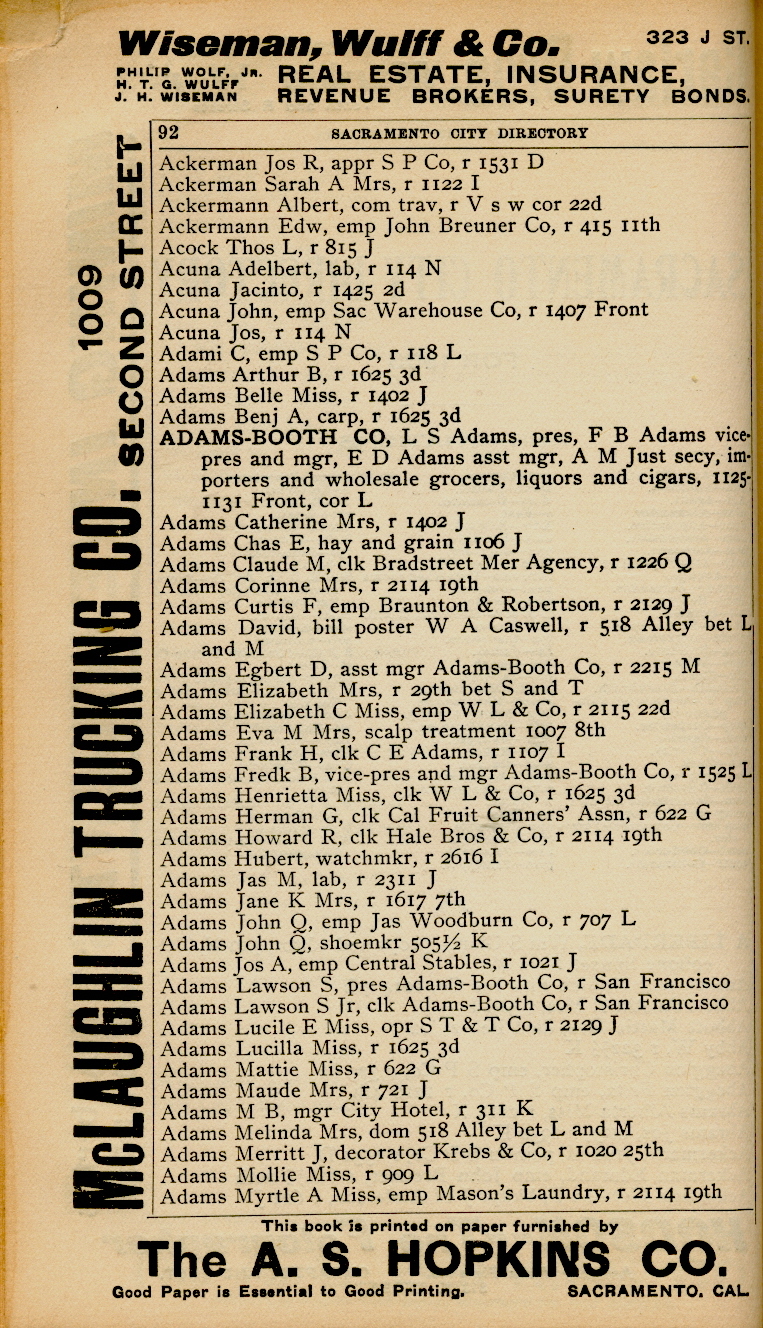 Wiseman, Wulff & Co. 323 J ST.
PHILIP WOLF, JR. REAL ESTATE, INSURANCE,
H. T. G. WULFF
J. H. WISEMAN REVENUE BROKERS, SURETY BONDS.
McLAUGHLIN TRUCKING CO. 1009 SECOND STREET
92 SACRAMENTO CITY DIRECTORY
Ackerman Jos R, appr S P Co, r 1531 D
Ackerman Sarah A Mrs, r 1122 I
Ackermann Albert, com trav, r V s w cor 22d
Ackermann Edw, emp John Breuner Co, r 415 11th
Acock Thos L, r 815 J
Acuna Adelbert, lab, r 114 N
Acuna Jacinto, r 1425 2d
Acuna John, emp Sac Warehouse Co, r 1407 Front
Acuna Jos, r 114 N
Adami C, emp S P Co, r 118 L
Adams Arthur B, r 1625 3d
Adams Belle Miss, r 1402 J
Adams Benj A, carp, r 1625 3d
ADAMS-BOOTH CO, L S Adams, pres, F B Adams vice-
pres and mgr, E D Adams asst mgr, A M Just secy, im-
porters and wholesale grocers, liquors and cigars, 1125-
1131 Front, cor L
Adams Catherine Mrs, r 1402 J
Adams Chas E, hay and grain 1106 J
Adams Claude M, clk Bradstreet Mer Agency, r 1226 Q
Adams Corinne Mrs, r 2114 19th
Adams Curtis F, emp Braunton & Robertson, r 2129 J
Adams David, bill poster W A Caswell, r 518 Alley bet L
and M
Adams Egbert D, asst mgr Adams-Booth Co, r 2215 M
Adams Elizabeth Mrs, r 29th bet S and T
Adams Elizabeth C Miss, emp W L & Co, r 2115 22d
Adams Eva M Mrs, scalp treatment 1007 8th
Adams Frank H, clk C E Adams, r 1107 I
Adams Fredk B, vice-pres and mgr Adams-Booth Co, r 1525 L
Adams Henrietta Miss, clk W L & Co, r 1625 3d
Adams Herman G, clk Cal Fruit Canners' Assn, r 622 G
Adams Howard R, clk Hale Bros & Co, r 2114 19th
Adams Hubert, watchmkr, r 2616 I
Adams Jas M, lab, r 2311 J
Adams Jane K Mrs, r 1617 7th
Adams John Q, emp Jas Woodburn Co, r 707 L
Adams John Q, shoemkr 505½ K
Adams Jos A, emp Central Stables, r 1021 J
Adams Lawson S, pres Adams-Booth Co, r San Francisco
Adams Lawson S Jr, clk Adams-Booth Co, r San Francisco
Adams Lucile E Miss, opr S T & T Co, r 2129 J
Adams Lucilla Miss, r 1625 3d
Adams Mattie Miss, r 622 G
Adams Maude Mrs, r 721 J
Adams M B, mgr City Hotel, r 311 K
Adams Melinda Mrs, dom 518 Alley bet L and M
Adams Merritt J, decorator Krebs & Co, r 1020 25th
Adams Mollie Miss, r 909 L
Adams Myrtle A Miss, emp Mason's Laundry, r 2114 19th
This book is printed on paper furnished by
The A. S. HOPKINS CO.
Good Paper is Essential to Good Printing. SACRAMENTO. CAL.